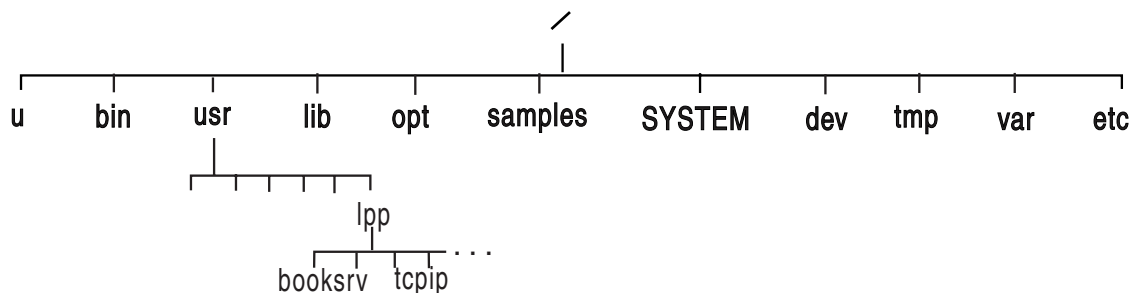 /
u bin usr lib opt samples SYSTEM dev tmp var etc
lpp
. . .
booksrv tcpip